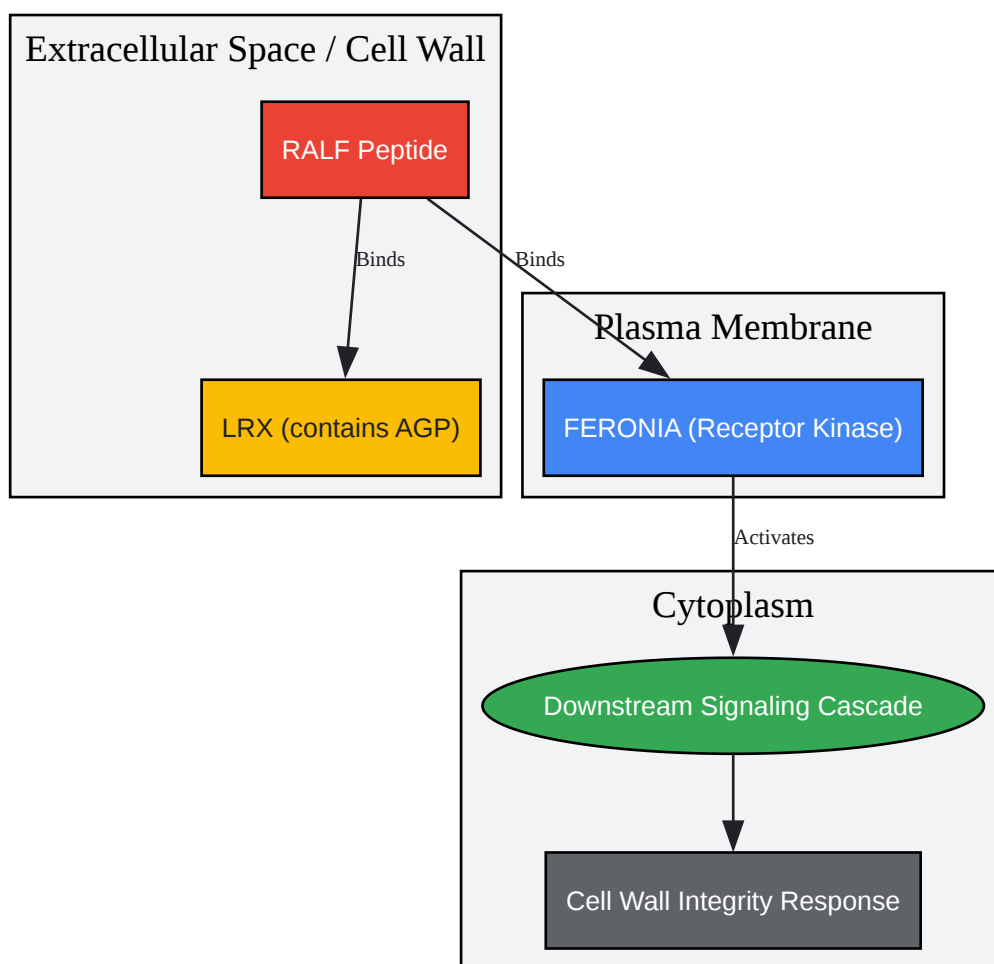 Extracellular Space / Cell Wall
RALF Peptide
Binds
Binds
Plasma Membrane
LRX (contains AGP)
FERONIA (Receptor Kinase)
Activates
Cytoplasm
Downstream Signaling Cascade
Cell Wall Integrity Response